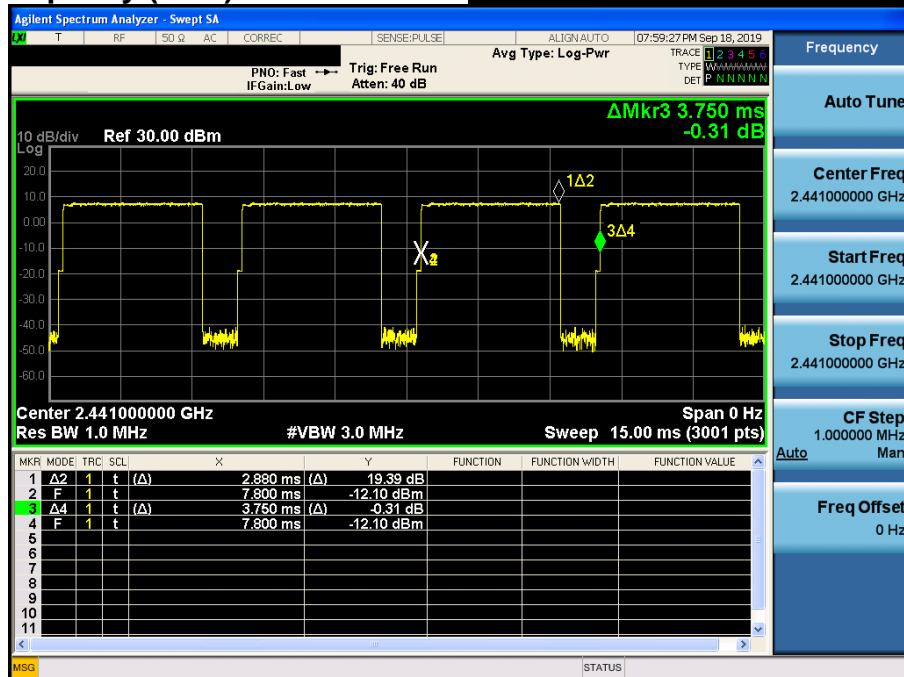 Agilent Spectrum Analyzer - Swept SA
LXI T RF 50 Ω AC CORREC SENSE:PULSE ALIGN AUTO 07:59:27 PM Sep 18, 2019
PNO: Fast IFGain:Low
Trig: Free Run
Atten: 40 dB
Avg Type: Log-Pwr
TRACE 1 2 3 4 5 6
TYPE WWWWWW
DET P N N N N N
ΔMkr3 3.750 ms
-0.31 dB
10 dB/div Ref 30.00 dBm
Log
20.0
10.0
0.00
-10.0
-20.0
-30.0
-40.0
-50.0
-60.0
1Δ2
3Δ4
Center 2.441000000 GHz Span 0 Hz
Res BW 1.0 MHz #VBW 3.0 MHz Sweep 15.00 ms (3001 pts)
MKR MODE TRC SCL X Y FUNCTION FUNCTION WIDTH FUNCTION VALUE
1 Δ2 1 t (Δ) 2.880 ms (Δ) 19.39 dB
2 F 1 t 7.800 ms -12.10 dBm
3 Δ4 1 t (Δ) 3.750 ms (Δ) -0.31 dB
4 F 1 t 7.800 ms -12.10 dBm
5
6
7
8
9
10
11
MSG STATUS
Frequency
Auto Tune
Center Freq
2.441000000 GHz
Start Freq
2.441000000 GHz
Stop Freq
2.441000000 GHz
CF Step
1.000000 MHz
Auto Man
Freq Offset
0 Hz